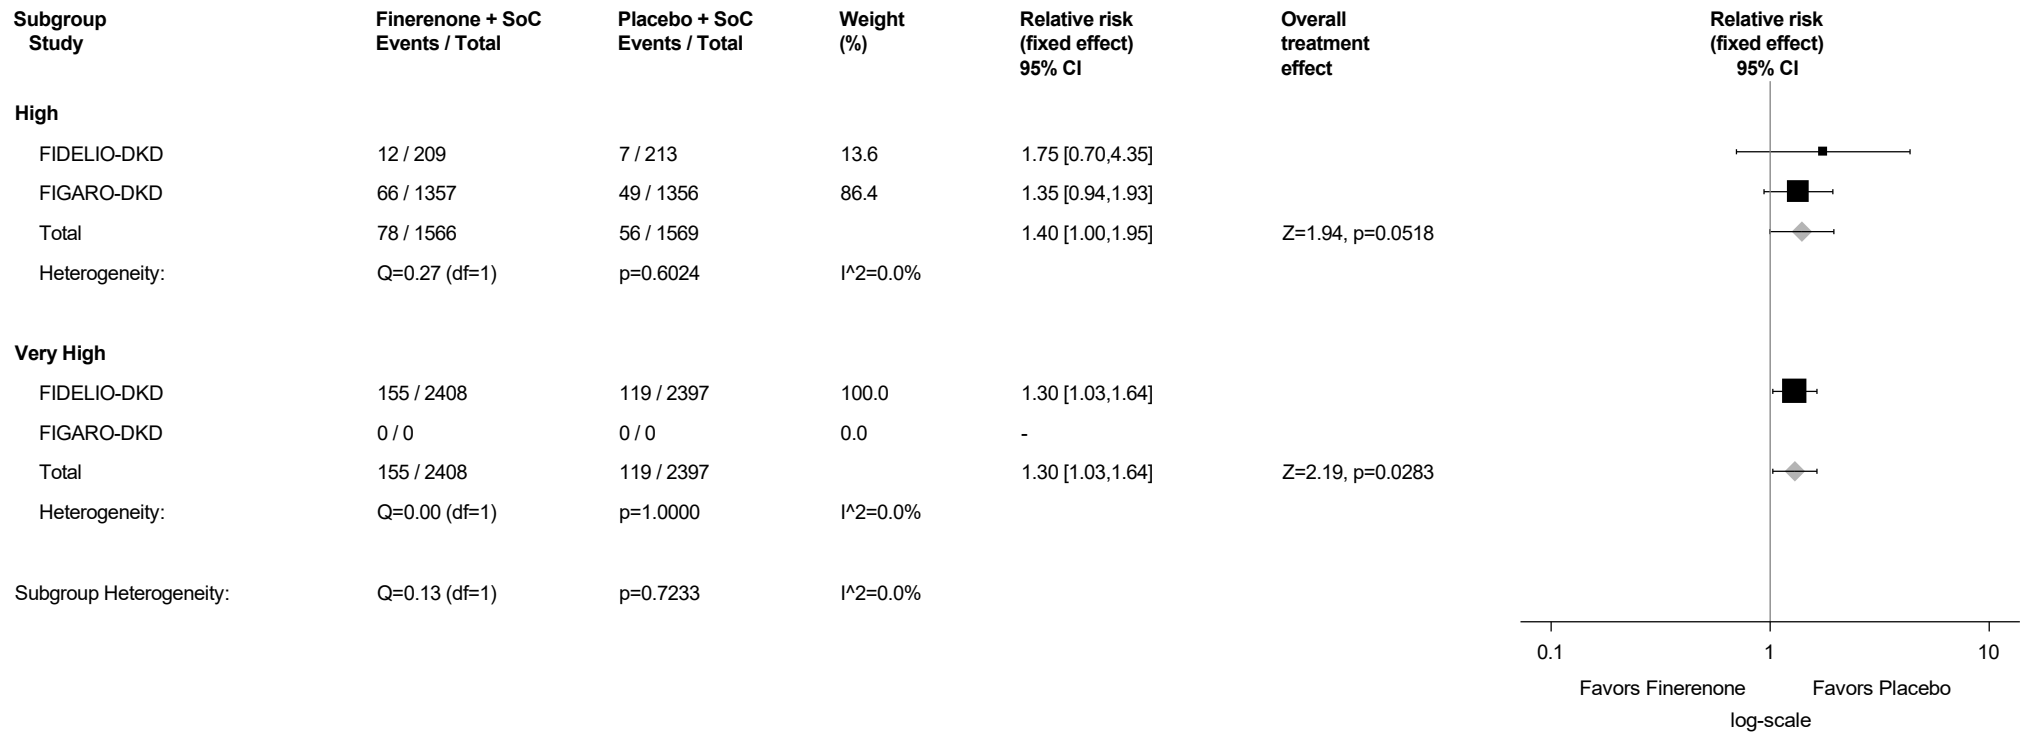 Subgroup Finerenone + SoC Placebo + SoC Weight Relative risk Overall Relative risk
Study Events / Total Events / Total (%) (fixed effect) treatment (fixed effect)
95% CI effect 95% CI
High
FIDELIO-DKD 12 / 209 7 / 213 13.6 1.75 [0.70,4.35]
FIGARO-DKD 66 / 1357 49 / 1356 86.4 1.35 [0.94,1.93]
Total 78 / 1566 56 / 1569 1.40 [1.00,1.95] Z=1.94, p=0.0518
Heterogeneity: Q=0.27 (df=1) p=0.6024 I^2=0.0%
Very High
FIDELIO-DKD 155 / 2408 119 / 2397 100.0 1.30 [1.03,1.64]
FIGARO-DKD 0 / 0 0 / 0 0.0 -
Total 155 / 2408 119 / 2397 1.30 [1.03,1.64] Z=2.19, p=0.0283
Heterogeneity: Q=0.00 (df=1) p=1.0000 I^2=0.0%
Subgroup Heterogeneity: Q=0.13 (df=1) p=0.7233 I^2=0.0%
0.1 1 10
Favors Finerenone Favors Placebo
log-scale